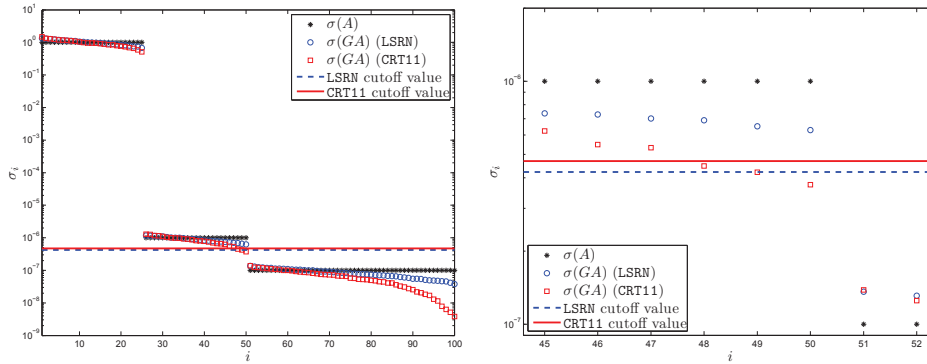 10^1
10^0
10^-1
10^-2
10^-3
10^-4
10^-5
10^-6
10^-7
10^-8
10^-9
σ_i
0 10 20 30 40 50 60 70 80 90 100
i
σ(A)
σ(GA) (LSRN)
σ(GA) (CRT11)
LSRN cutoff value
CRT11 cutoff value
10^-6
10^-7
σ_i
45 46 47 48 49 50 51 52
i
σ(A)
σ(GA) (LSRN)
σ(GA) (CRT11)
LSRN cutoff value
CRT11 cutoff value